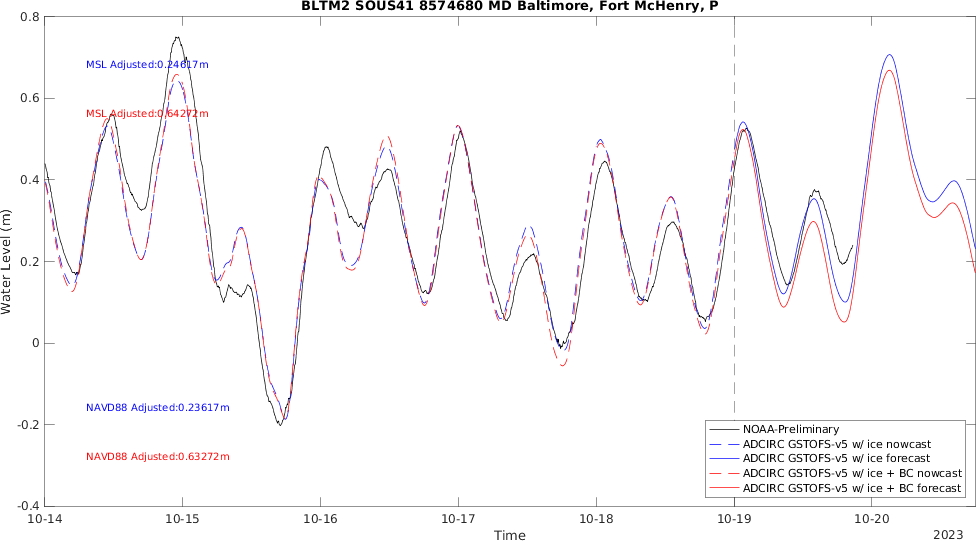 BLTM2 SOUS41 8574680 MD Baltimore, Fort McHenry, P
0.8
0.6
0.4
0.2
0
-0.2
-0.4
Water Level (m)
MSL Adjusted:0.24617m
MSL Adjusted:0.64272m
NAVD88 Adjusted:0.23617m
NAVD88 Adjusted:0.63272m
NOAA-Preliminary
ADCIRC GSTOFS-v5 w/ ice nowcast
ADCIRC GSTOFS-v5 w/ ice forecast
ADCIRC GSTOFS-v5 w/ ice + BC nowcast
ADCIRC GSTOFS-v5 w/ ice + BC forecast
10-14 10-15 10-16 10-17 10-18 10-19 10-20
Time
2023